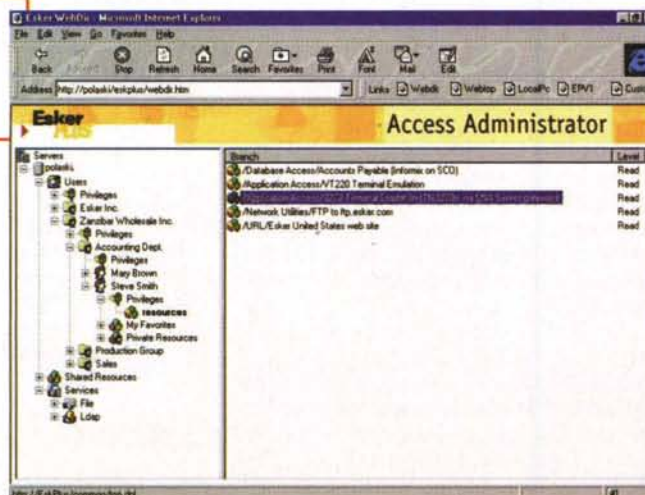 Esker WebDir - Microsoft Internet Explorer
File Edit View Go Favorites Help
Back Stop Refresh Home Search Favorites Print Font Mail Edit
Address http://polaski/eskplus/webdir.htm Links Webdir Webtop LocalPc EPV1
Esker
PLUS
Access Administrator
Servers
polaski
Users
Privileges
Esker Inc.
Zanzibar Wholesale Inc.
Privileges
Accounting Dept.
Privileges
Mary Brown
Steve Smith
Privileges
resources
My Favorites
Private Resources
Production Group
Sales
Shared Resources
Services
File
Ldap
Branch Level
/Database Access/Accounts Payable (Informix on SCO) Read
/Application Access/VT220 Terminal Emulation Read
Read
/Network Utilities/FTP to ftp.esker.com Read
/URL/Esker United States web site Read